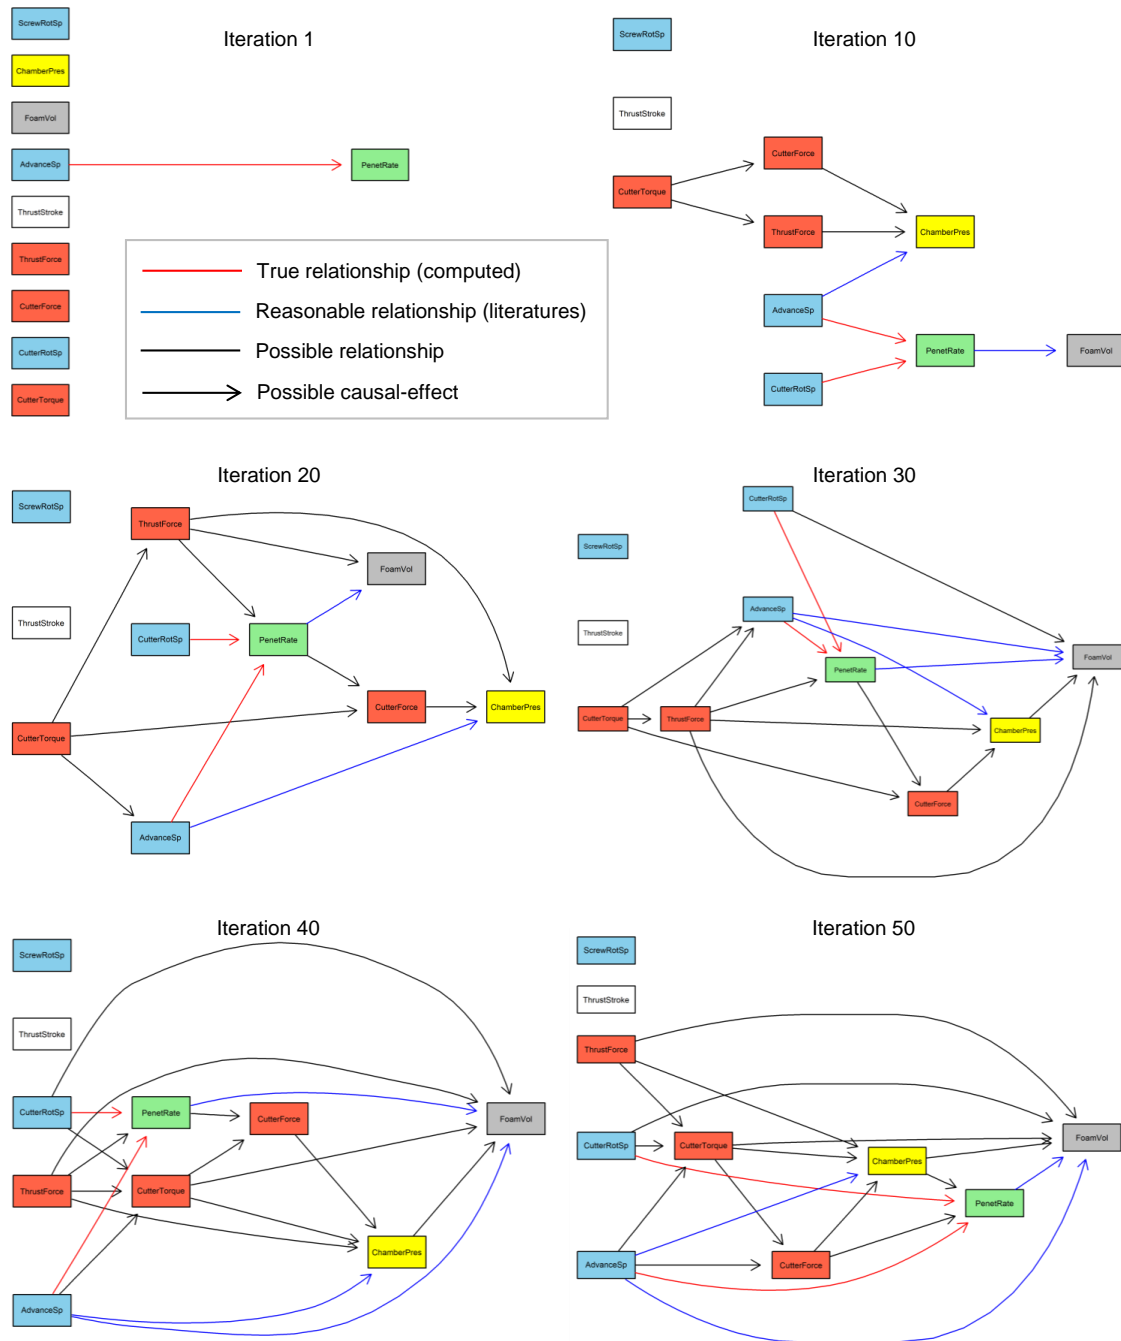 Iteration 1
ScrewRotSp
ChamberPres
FoamVol
AdvanceSp
PenetRate
ThrustStroke
ThrustForce
CutterForce
CutterRotSp
CutterTorque
True relationship (computed)
Reasonable relationship (literatures)
Possible relationship
Possible causal-effect
Iteration 10
ScrewRotSp
ThrustStroke
CutterForce
CutterTorque
ThrustForce
ChamberPres
AdvanceSp
PenetRate
FoamVol
CutterRotSp
Iteration 20
ScrewRotSp
ThrustForce
FoamVol
ThrustStroke
CutterRotSp
PenetRate
CutterForce
ChamberPres
CutterTorque
AdvanceSp
Iteration 30
CutterRotSp
ScrewRotSp
AdvanceSp
ThrustStroke
FoamVol
PenetRate
CutterTorque
ThrustForce
ChamberPres
CutterForce
Iteration 40
ScrewRotSp
ThrustStroke
CutterRotSp
PenetRate
CutterForce
FoamVol
ThrustForce
CutterTorque
ChamberPres
AdvanceSp
Iteration 50
ScrewRotSp
ThrustStroke
ThrustForce
CutterRotSp
CutterTorque
FoamVol
ChamberPres
PenetRate
AdvanceSp
CutterForce